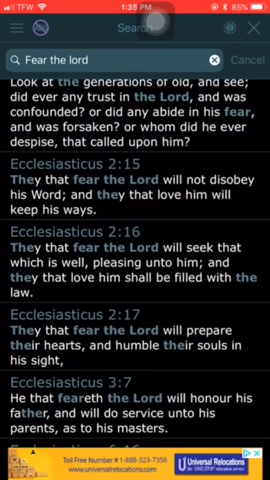 TFW
1:35 PM
85%
Search
Fear the lord
Cancel
Look at the generations of old, and see;
did ever any trust in the Lord, and was
confounded? or did any abide in his fear,
and was forsaken? or whom did he ever
despise, that called upon him?
Ecclesiasticus 2:15
They that fear the Lord will not disobey
his Word; and they that love him will
keep his ways.
Ecclesiasticus 2:16
They that fear the Lord will seek that
which is well, pleasing unto him; and
they that love him shall be filled with the
law.
Ecclesiasticus 2:17
They that fear the Lord will prepare
their hearts, and humble their souls in
his sight,
Ecclesiasticus 3:7
He that feareth the Lord will honour his
father, and will do service unto his
parents, as to his masters.
Toll Free Number # 1-888-323-7356
www.universalrelocations.com
Universal Relocations